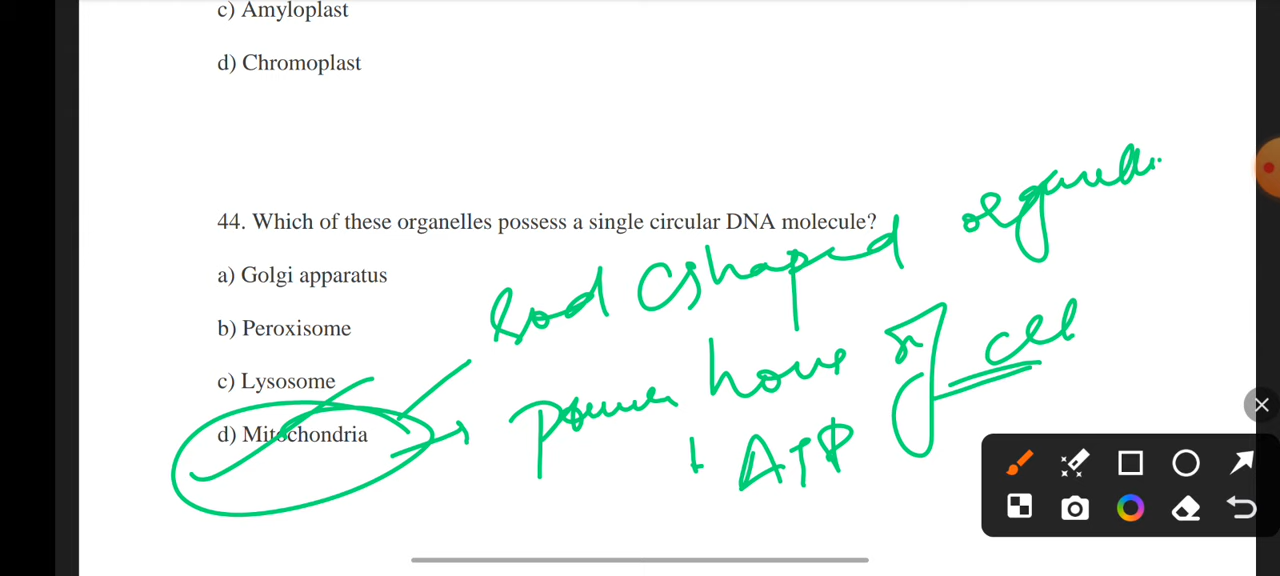 c) Amyloplast
d) Chromoplast
44. Which of these organelles possess a single circular DNA molecule?
a) Golgi apparatus
b) Peroxisome
c) Lysosome
d) Mitochondria
Rod shaped organelle
Power house of cell
ATP